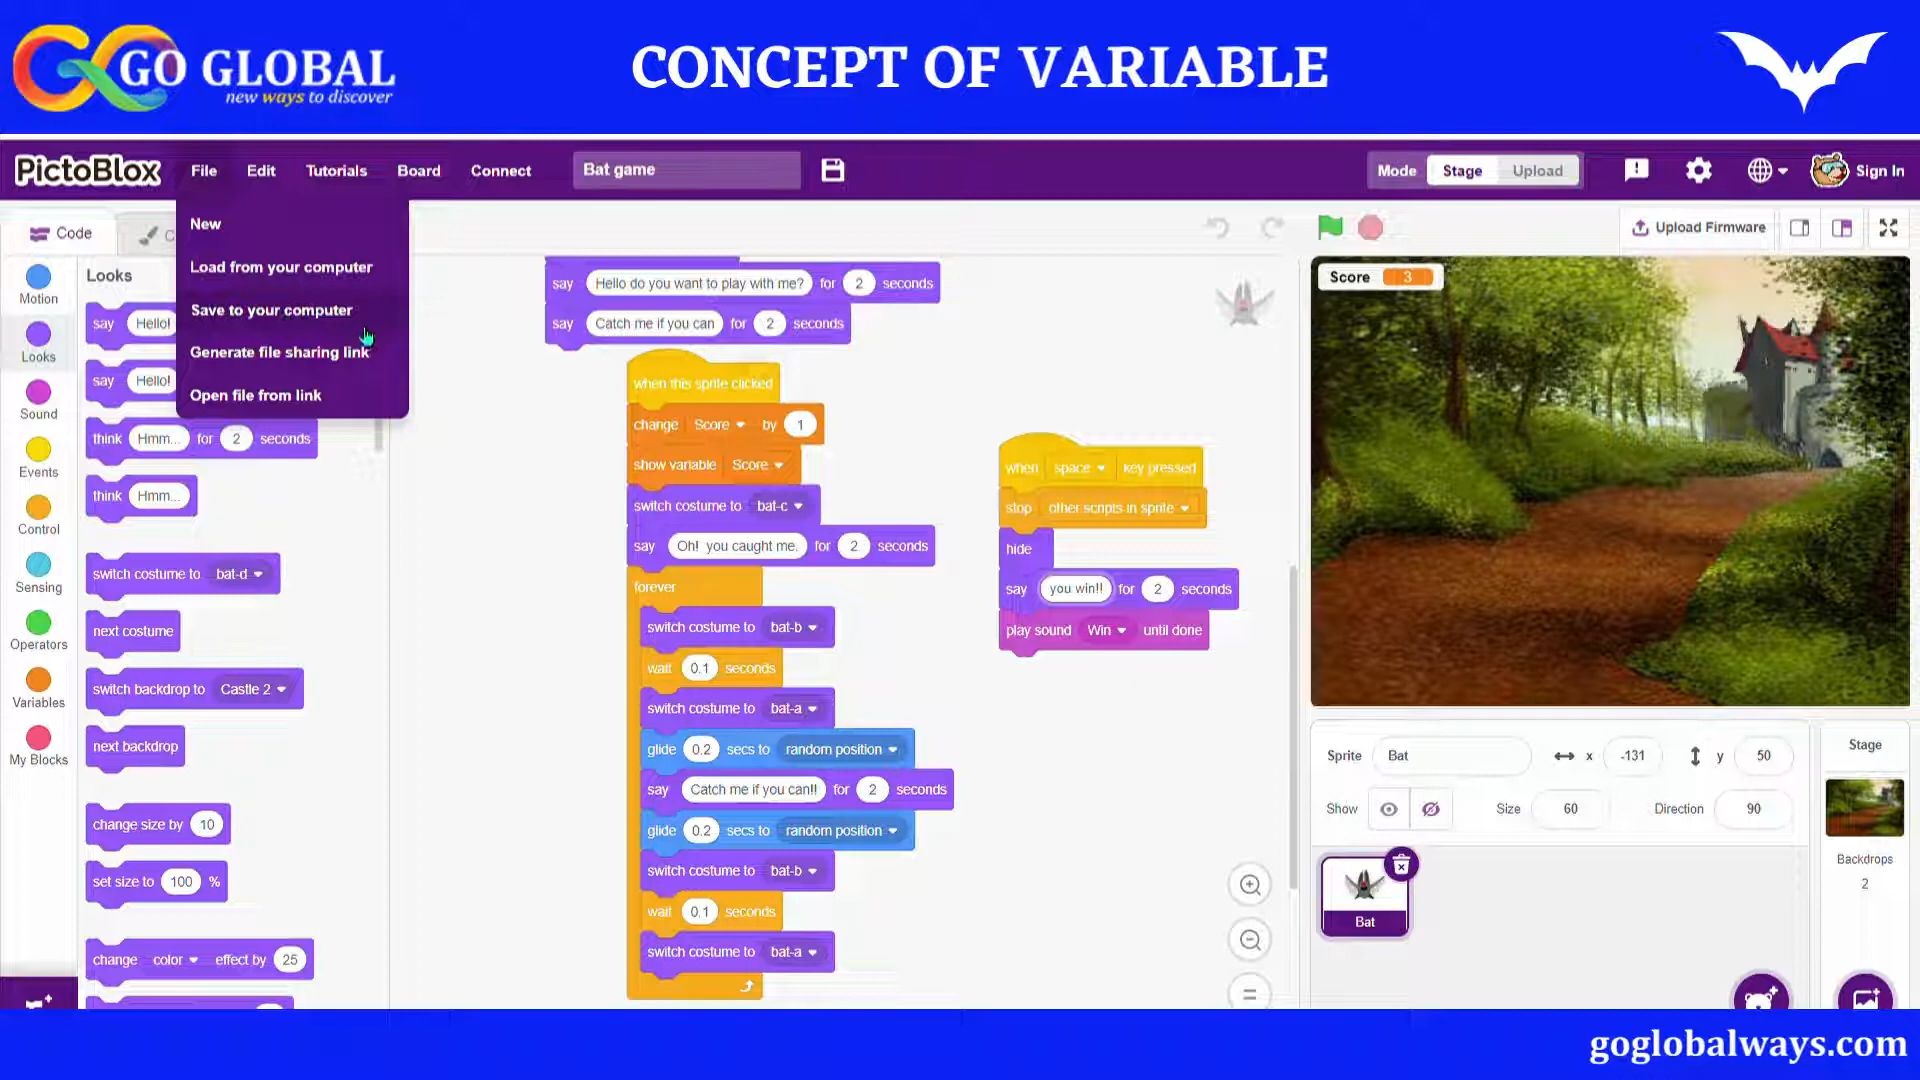 GO GLOBAL
new ways to discover
CONCEPT OF VARIABLE
PictoBlox
File
Edit
Tutorials
Board
Connect
Bat game
Mode
Stage
Upload
Sign In
New
Load from your computer
Save to your computer
Generate file sharing link
Open file from link
Code
C
Upload Firmware
Motion
Looks
Sound
Events
Control
Sensing
Operators
Variables
My Blocks
Looks
say Hello!
say Hello!
think Hmm... for 2 seconds
think Hmm...
switch costume to bat-d
next costume
switch backdrop to Castle 2
next backdrop
change size by 10
set size to 100 %
change color effect by 25
say Hello do you want to play with me? for 2 seconds
say Catch me if you can for 2 seconds
when this sprite clicked
change Score by 1
show variable Score
switch costume to bat-c
say Oh! you caught me. for 2 seconds
forever
switch costume to bat-b
wait 0.1 seconds
switch costume to bat-a
glide 0.2 secs to random position
say Catch me if you can!! for 2 seconds
glide 0.2 secs to random position
switch costume to bat-b
wait 0.1 seconds
switch costume to bat-a
when space key pressed
stop other scripts in sprite
hide
say you win!! for 2 seconds
play sound Win until done
Score 3
Sprite Bat x -131 y 50
Show Size 60 Direction 90
Bat
Stage
Backdrops
2
goglobalways.com